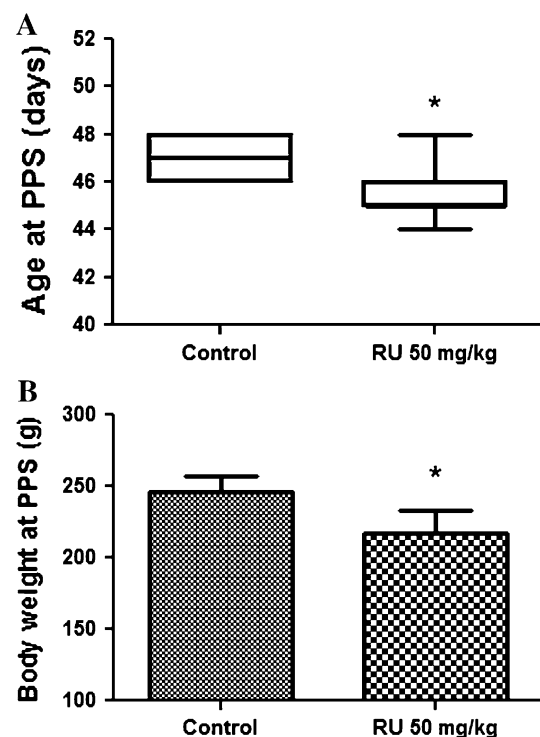 A
Age at PPS (days)
52
50
48
46
44
42
40
*
Control RU 50 mg/kg
B
Body weight at PPS (g)
300
250
200
150
100
*
Control RU 50 mg/kg